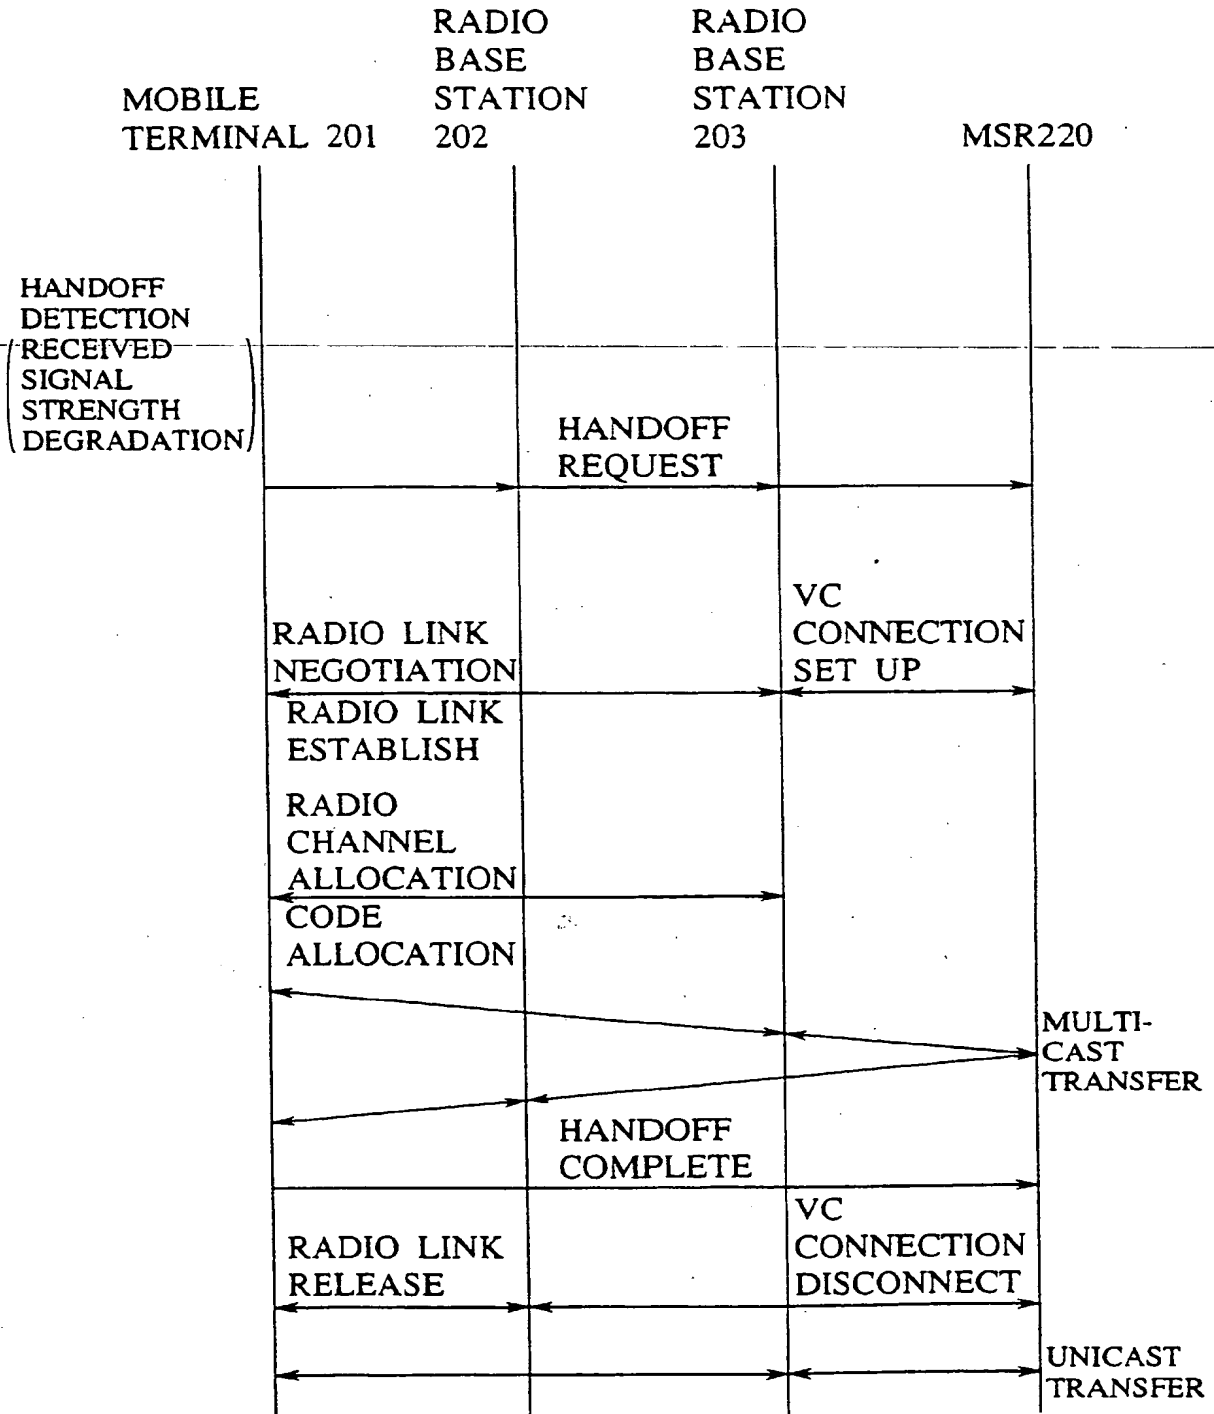 MOBILE
TERMINAL 201
RADIO
BASE
STATION
202
RADIO
BASE
STATION
203
MSR220
HANDOFF
DETECTION
(RECEIVED
SIGNAL
STRENGTH
DEGRADATION)
HANDOFF
REQUEST
RADIO LINK
NEGOTIATION
VC
CONNECTION
SET UP
RADIO LINK
ESTABLISH
RADIO
CHANNEL
ALLOCATION
CODE
ALLOCATION
MULTI-
CAST
TRANSFER
HANDOFF
COMPLETE
RADIO LINK
RELEASE
VC
CONNECTION
DISCONNECT
UNICAST
TRANSFER